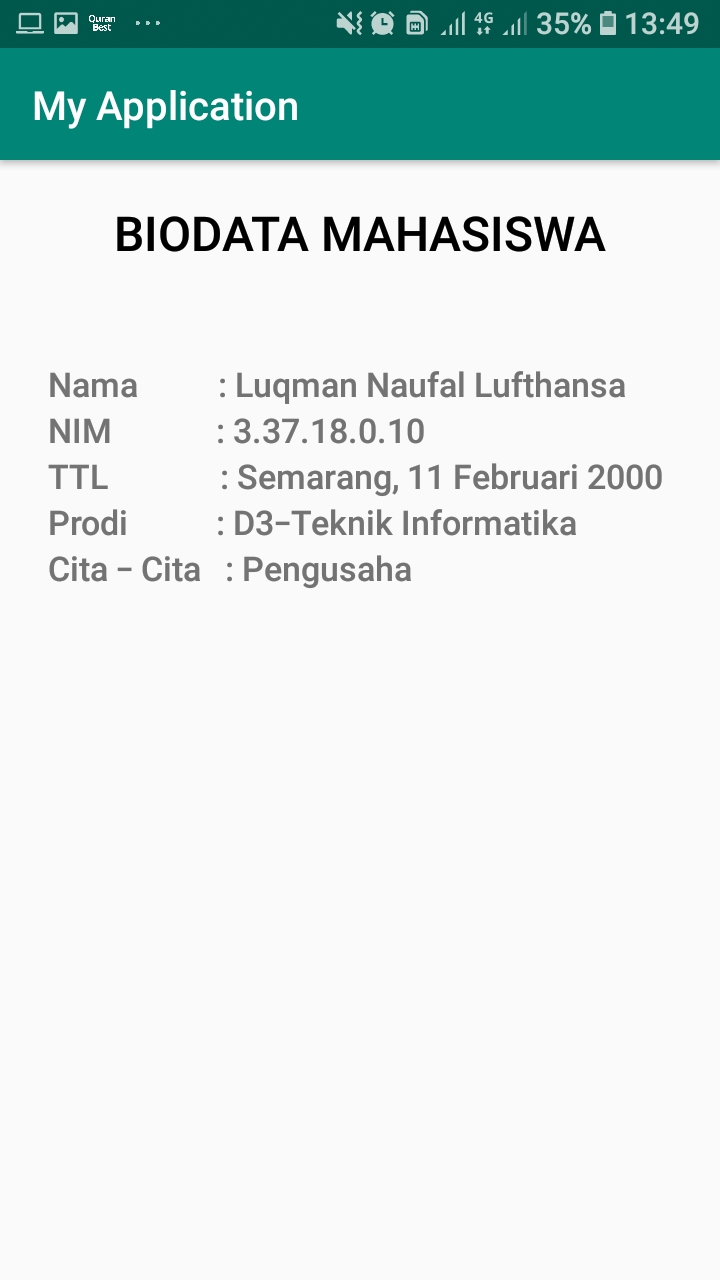 Quran
Best
4G
35%
13:49
My Application
BIODATA MAHASISWA
Nama : Luqman Naufal Lufthansa
NIM : 3.37.18.0.10
TTL : Semarang, 11 Februari 2000
Prodi : D3-Teknik Informatika
Cita - Cita : Pengusaha